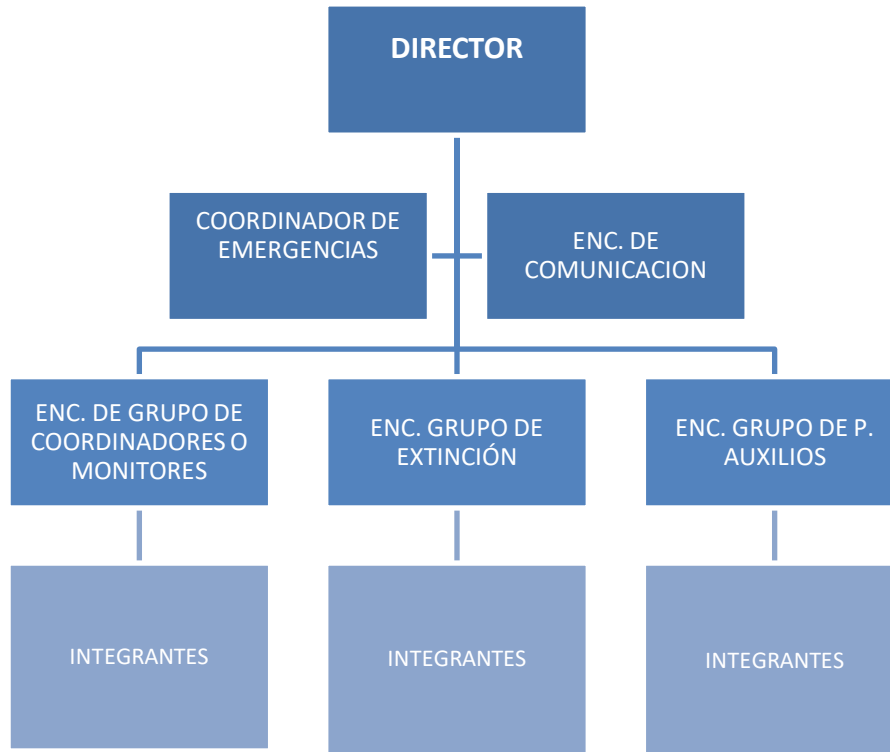 DIRECTOR
COORDINADOR DE
EMERGENCIAS
ENC. DE
COMUNICACION
ENC. DE GRUPO DE
COORDINADORES O
MONITORES
ENC. GRUPO DE
EXTINCIÓN
ENC. GRUPO DE P.
AUXILIOS
INTEGRANTES
INTEGRANTES
INTEGRANTES